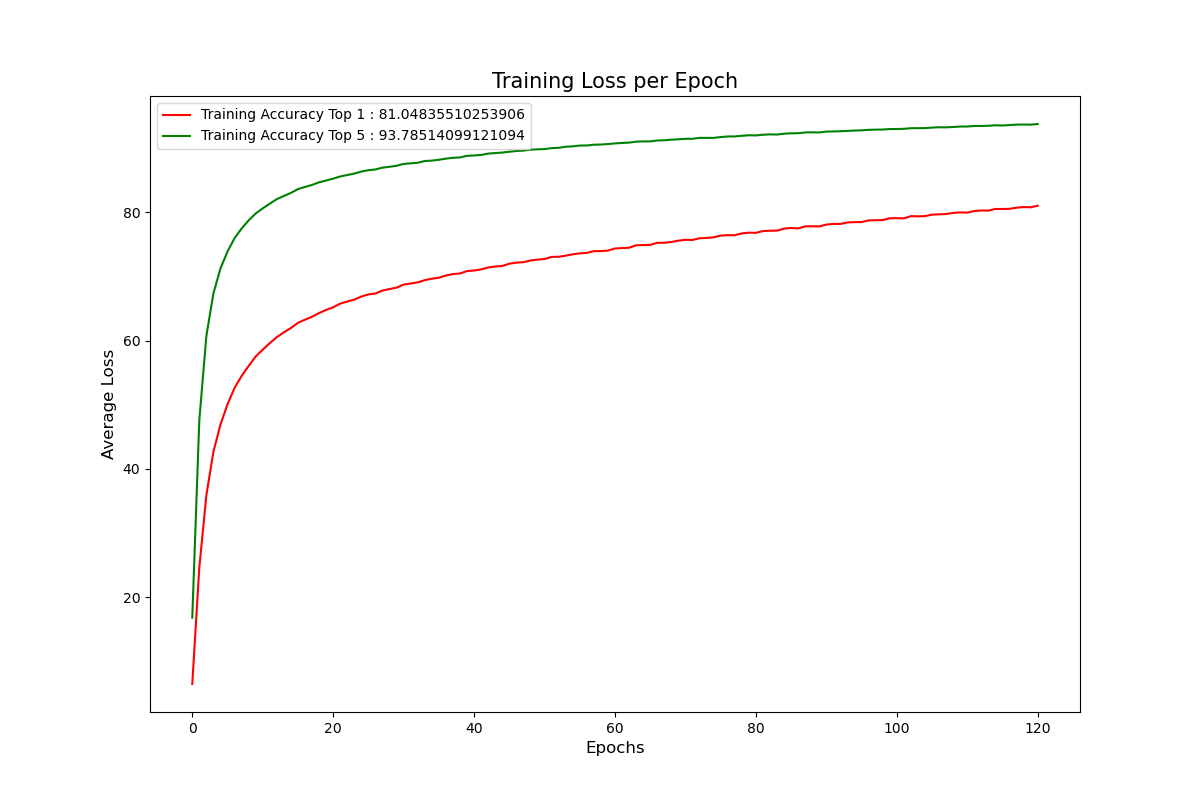 Training Loss per Epoch
Training Accuracy Top 1 : 81.04835510253906
Training Accuracy Top 5 : 93.78514099121094
Average Loss
80
60
40
20
0 20 40 60 80 100 120
Epochs